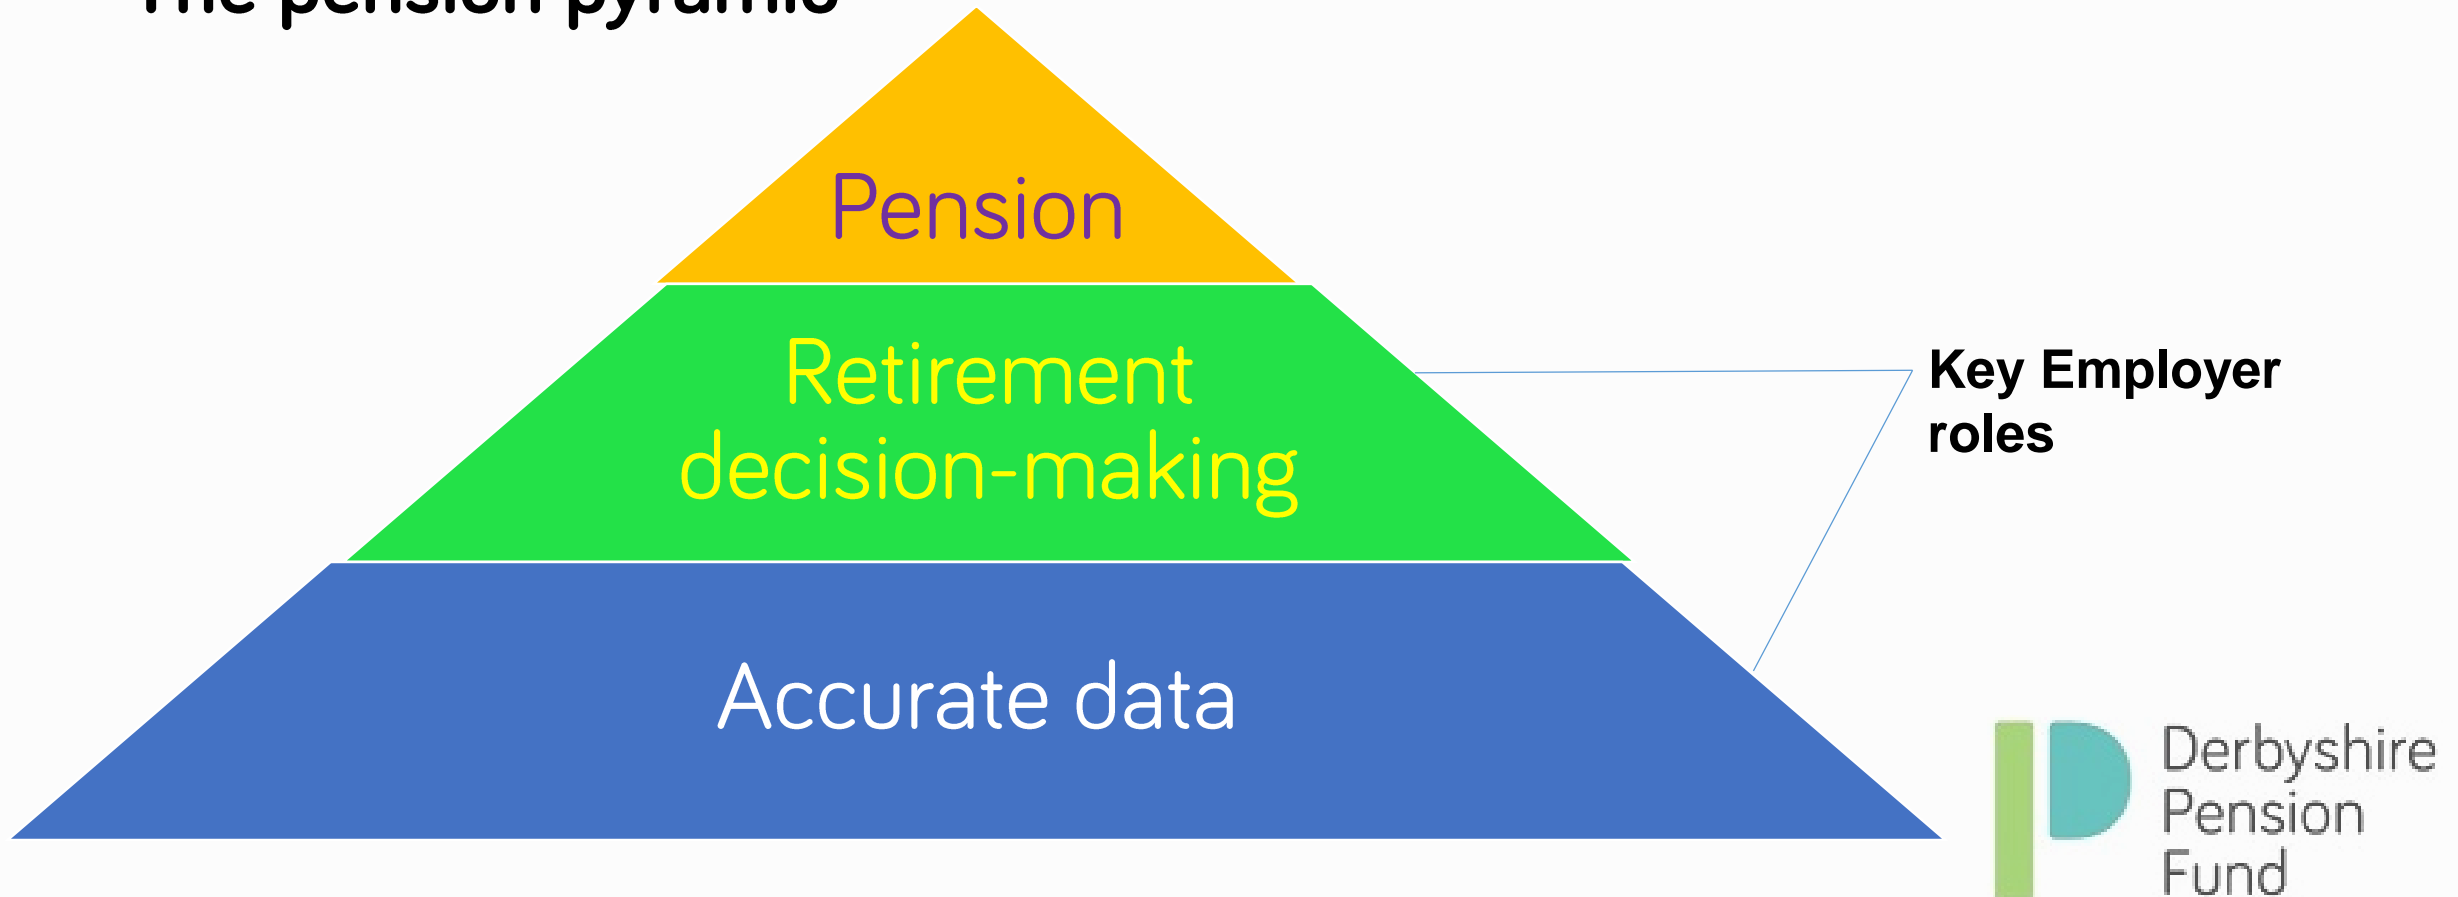 The pension pyramid
Pension
Retirement
decision-making
Key Employer
roles
Accurate data
Derbyshire
Pension
Fund